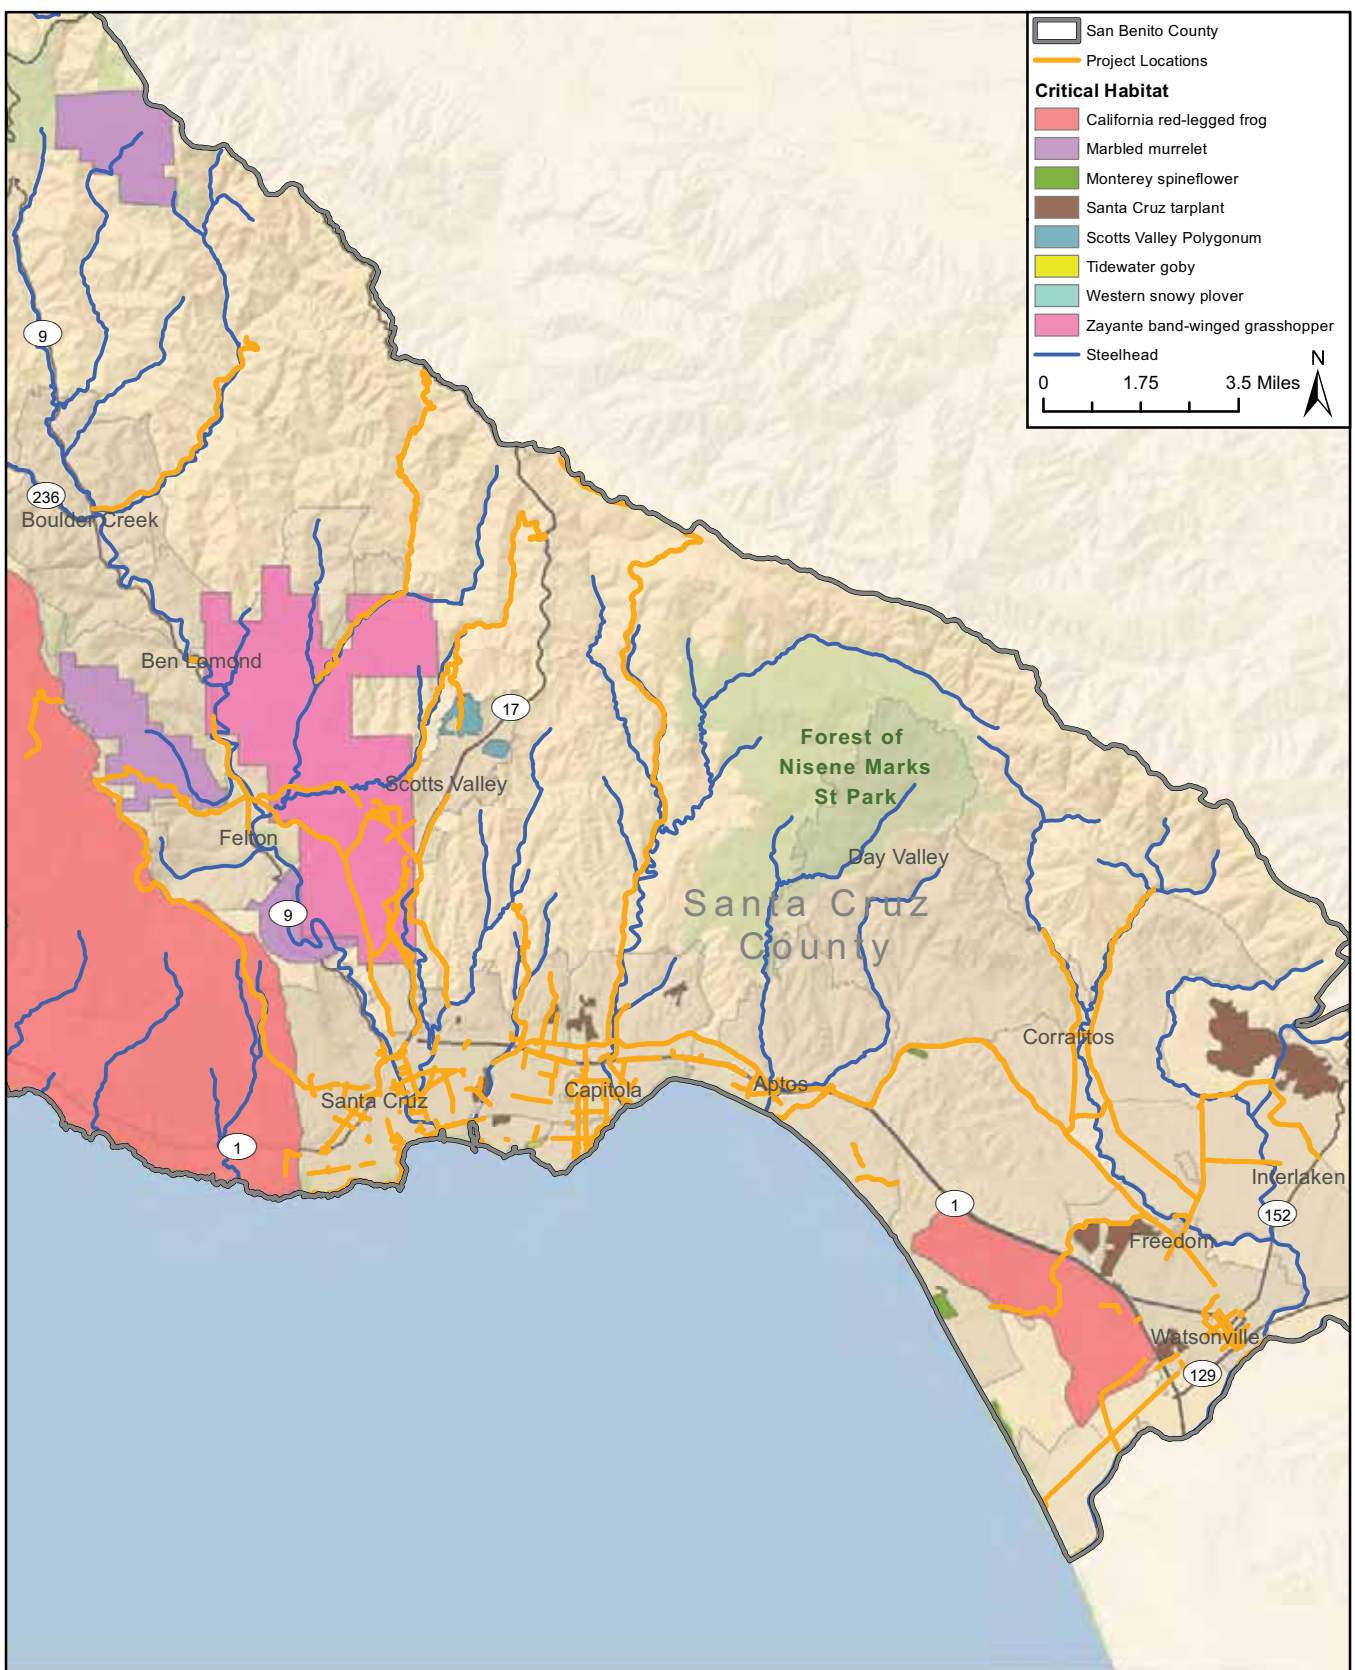 San Benito County
Project Locations
Critical Habitat
California red-legged frog
Marbled murrelet
Monterey spineflower
Santa Cruz tarplant
Scotts Valley Polygonum
Tidewater goby
Western snowy plover
Zayante band-winged grasshopper
Steelhead
N
0 1.75 3.5 Miles
9
236
Boulder Creek
Ben Lomond
17
Forest of
Nisene Marks
St Park
Scotts Valley
Felton
Day Valley
Santa Cruz
County
9
Corralitos
Aptos
Capitola
Santa Cruz
1
Interlaken
1
152
Freedom
Watsonville
129